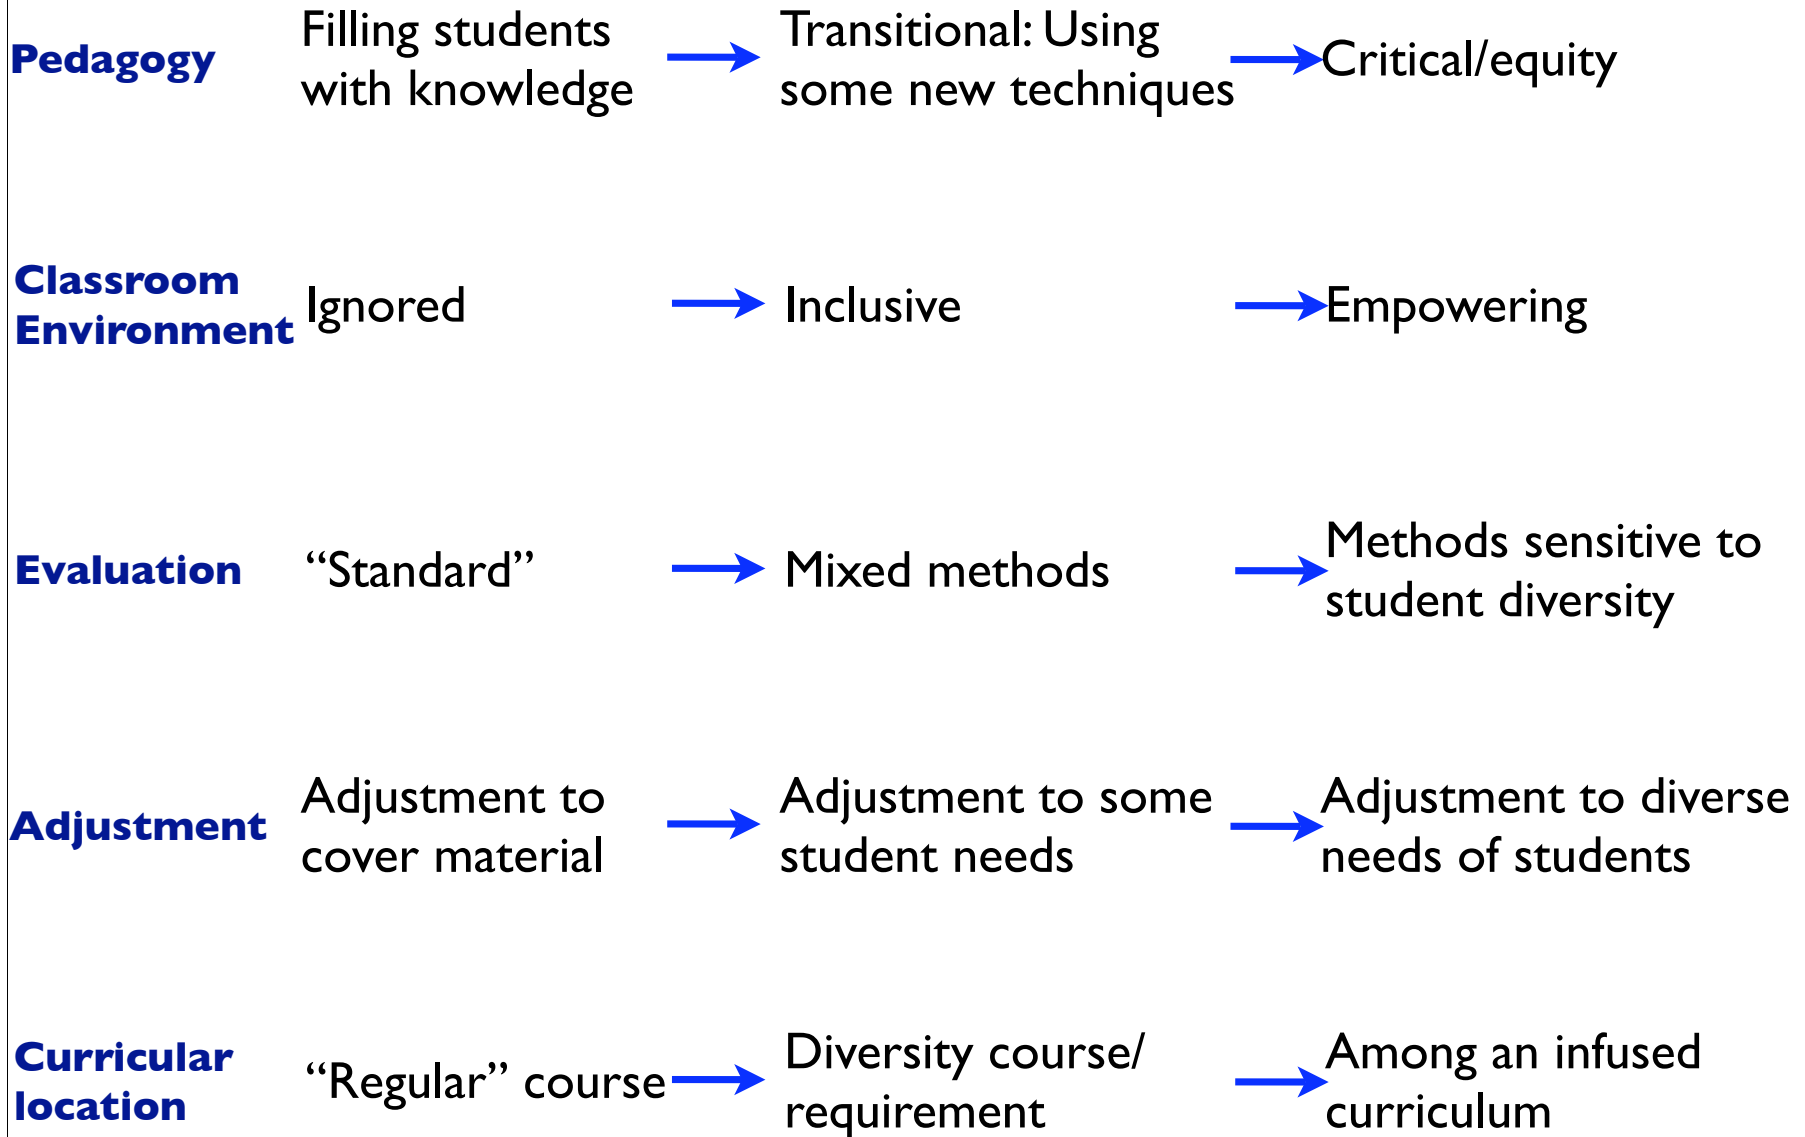 Pedagogy
Filling students
with knowledge
Transitional: Using
some new techniques
Critical/equity
Classroom
Environment
Ignored
Inclusive
Empowering
Evaluation
“Standard”
Mixed methods
Methods sensitive to
student diversity
Adjustment
Adjustment to
cover material
Adjustment to some
student needs
Adjustment to diverse
needs of students
Curricular
location
“Regular” course
Diversity course/
requirement
Among an infused
curriculum